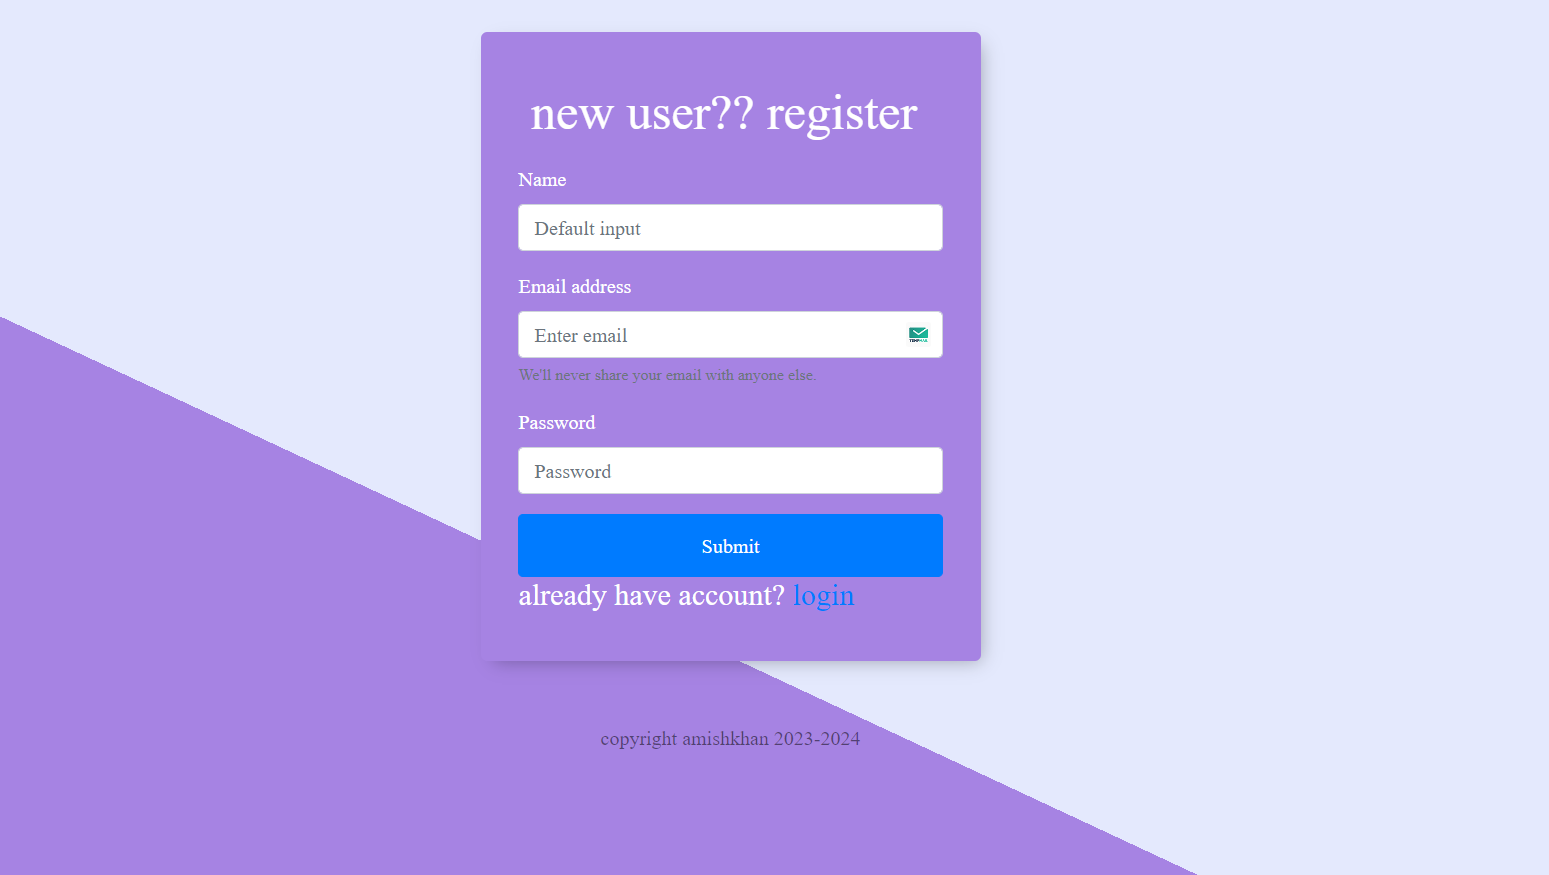 new user?? register
Name
Default input
Email address
Enter email
We'll never share your email with anyone else.
Password
Password
Submit
already have account? login
copyright amishkhan 2023-2024